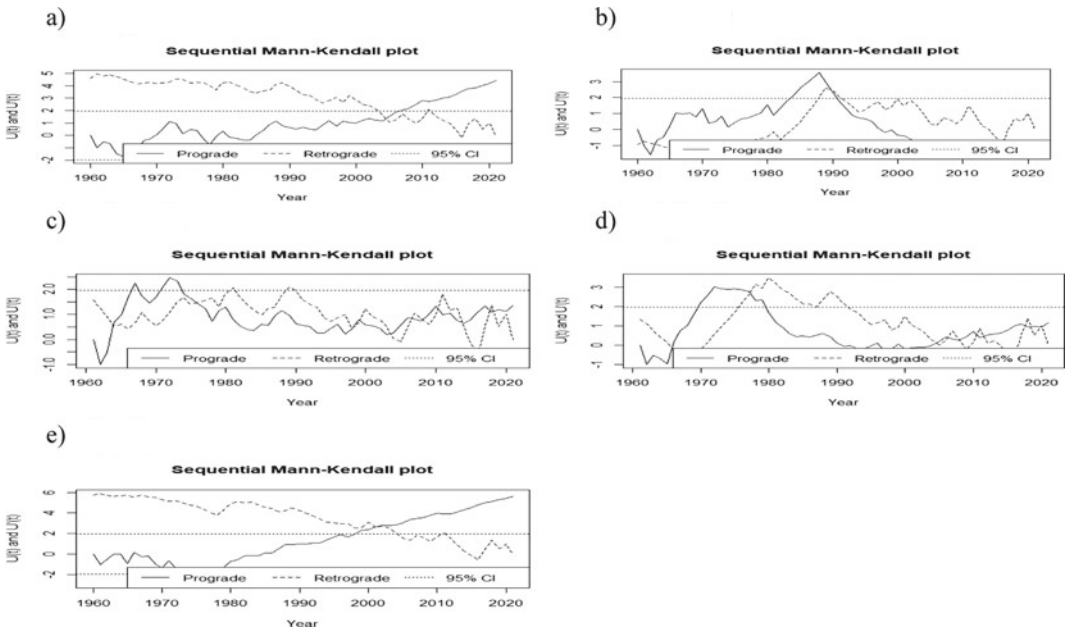 a)
Sequential Mann-Kendall plot
U(t) and U'(t)
5
4
3
2
1
0
-2
Prograde Retrograde 95% CI
1960 1970 1980 1990 2000 2010 2020
Year
b)
Sequential Mann-Kendall plot
U(t) and U'(t)
3
2
1
0
-1
Prograde Retrograde 95% CI
1960 1970 1980 1990 2000 2010 2020
Year
c)
Sequential Mann-Kendall plot
U(t) and U'(t)
2.0
1.0
0.0
-1.0
Prograde Retrograde 95% CI
1960 1970 1980 1990 2000 2010 2020
Year
d)
Sequential Mann-Kendall plot
U(t) and U'(t)
3
2
1
0
-1
Prograde Retrograde 95% CI
1960 1970 1980 1990 2000 2010 2020
Year
e)
Sequential Mann-Kendall plot
U(t) and U'(t)
6
4
2
0
-2
Prograde Retrograde 95% CI
1960 1970 1980 1990 2000 2010 2020
Year